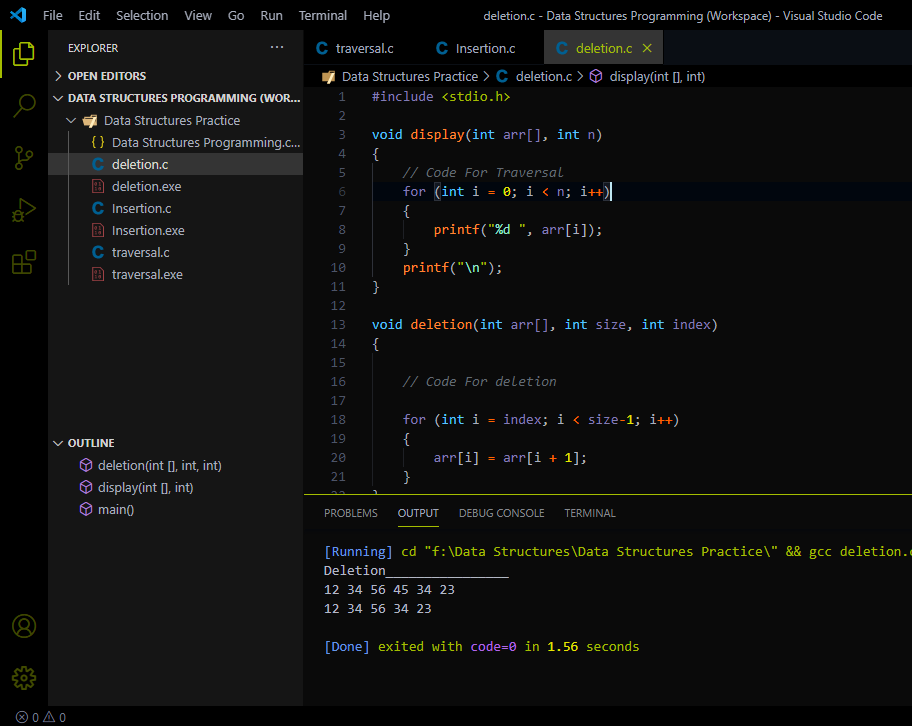 File Edit Selection View Go Run Terminal Help deletion.c - Data Structures Programming (Workspace) - Visual Studio Code
EXPLORER ...
OPEN EDITORS
DATA STRUCTURES PROGRAMMING (WOR...
Data Structures Practice
{ } Data Structures Programming.c...
C deletion.c
deletion.exe
C Insertion.c
Insertion.exe
C traversal.c
traversal.exe
OUTLINE
deletion(int [], int, int)
display(int [], int)
main()
C traversal.c C Insertion.c C deletion.c ×
Data Structures Practice > C deletion.c > display(int [], int)
1 #include <stdio.h>
2
3 void display(int arr[], int n)
4 {
5 // Code For Traversal
6 for (int i = 0; i < n; i++)
7 {
8 printf("%d ", arr[i]);
9 }
10 printf("\n");
11 }
12
13 void deletion(int arr[], int size, int index)
14 {
15
16 // Code For deletion
17
18 for (int i = index; i < size-1; i++)
19 {
20 arr[i] = arr[i + 1];
21 }
PROBLEMS OUTPUT DEBUG CONSOLE TERMINAL
[Running] cd "f:\Data Structures\Data Structures Practice\" && gcc deletion.c
Deletion________________
12 34 56 45 34 23
12 34 56 34 23
[Done] exited with code=0 in 1.56 seconds
0 0